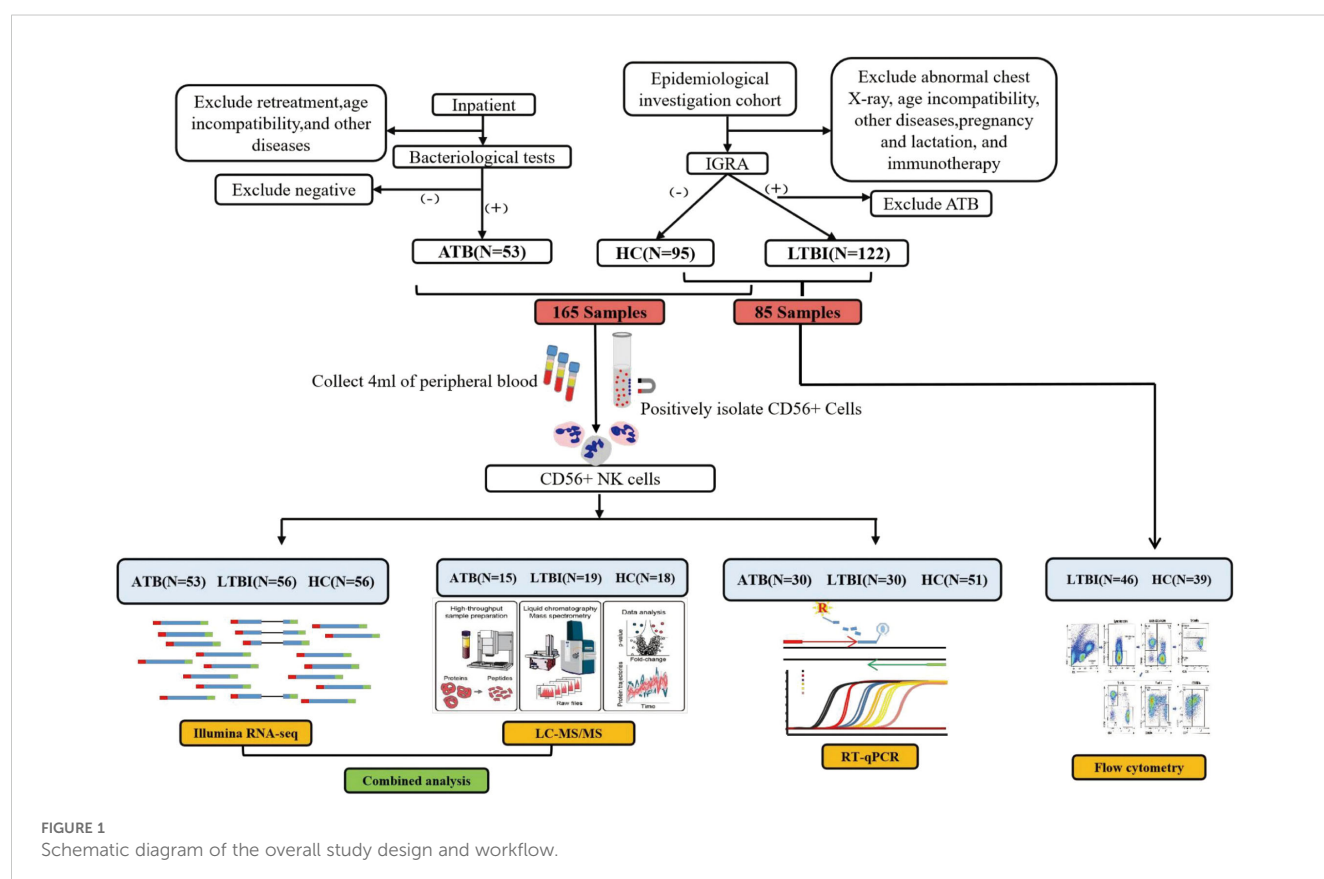 Exclude retreatment,age
incompatibility,and other
diseases
Inpatient
Bacteriological tests
Exclude negative
(-)
(+)
ATB(N=53)
Epidemiological
investigation cohort
Exclude abnormal chest
X-ray, age incompatibility,
other diseases,pregnancy
and lactation, and
immunotherapy
IGRA
(-)
(+)
Exclude ATB
HC(N=95)
LTBI(N=122)
165 Samples
85 Samples
Collect 4ml of peripheral blood
Positively isolate CD56+ Cells
CD56+ NK cells
ATB(N=53) LTBI(N=56) HC(N=56)
Illumina RNA-seq
ATB(N=15) LTBI(N=19) HC(N=18)
High-throughput
sample preparation
Proteins
Peptides
Liquid chromatography
Mass spectrometry
Raw files
Data analysis
p-value
Fold-change
Protein trajectories
Time
LC-MS/MS
Combined analysis
ATB(N=30) LTBI(N=30) HC(N=51)
R
RT-qPCR
LTBI(N=46) HC(N=39)
Flow cytometry
FIGURE 1
Schematic diagram of the overall study design and workflow.